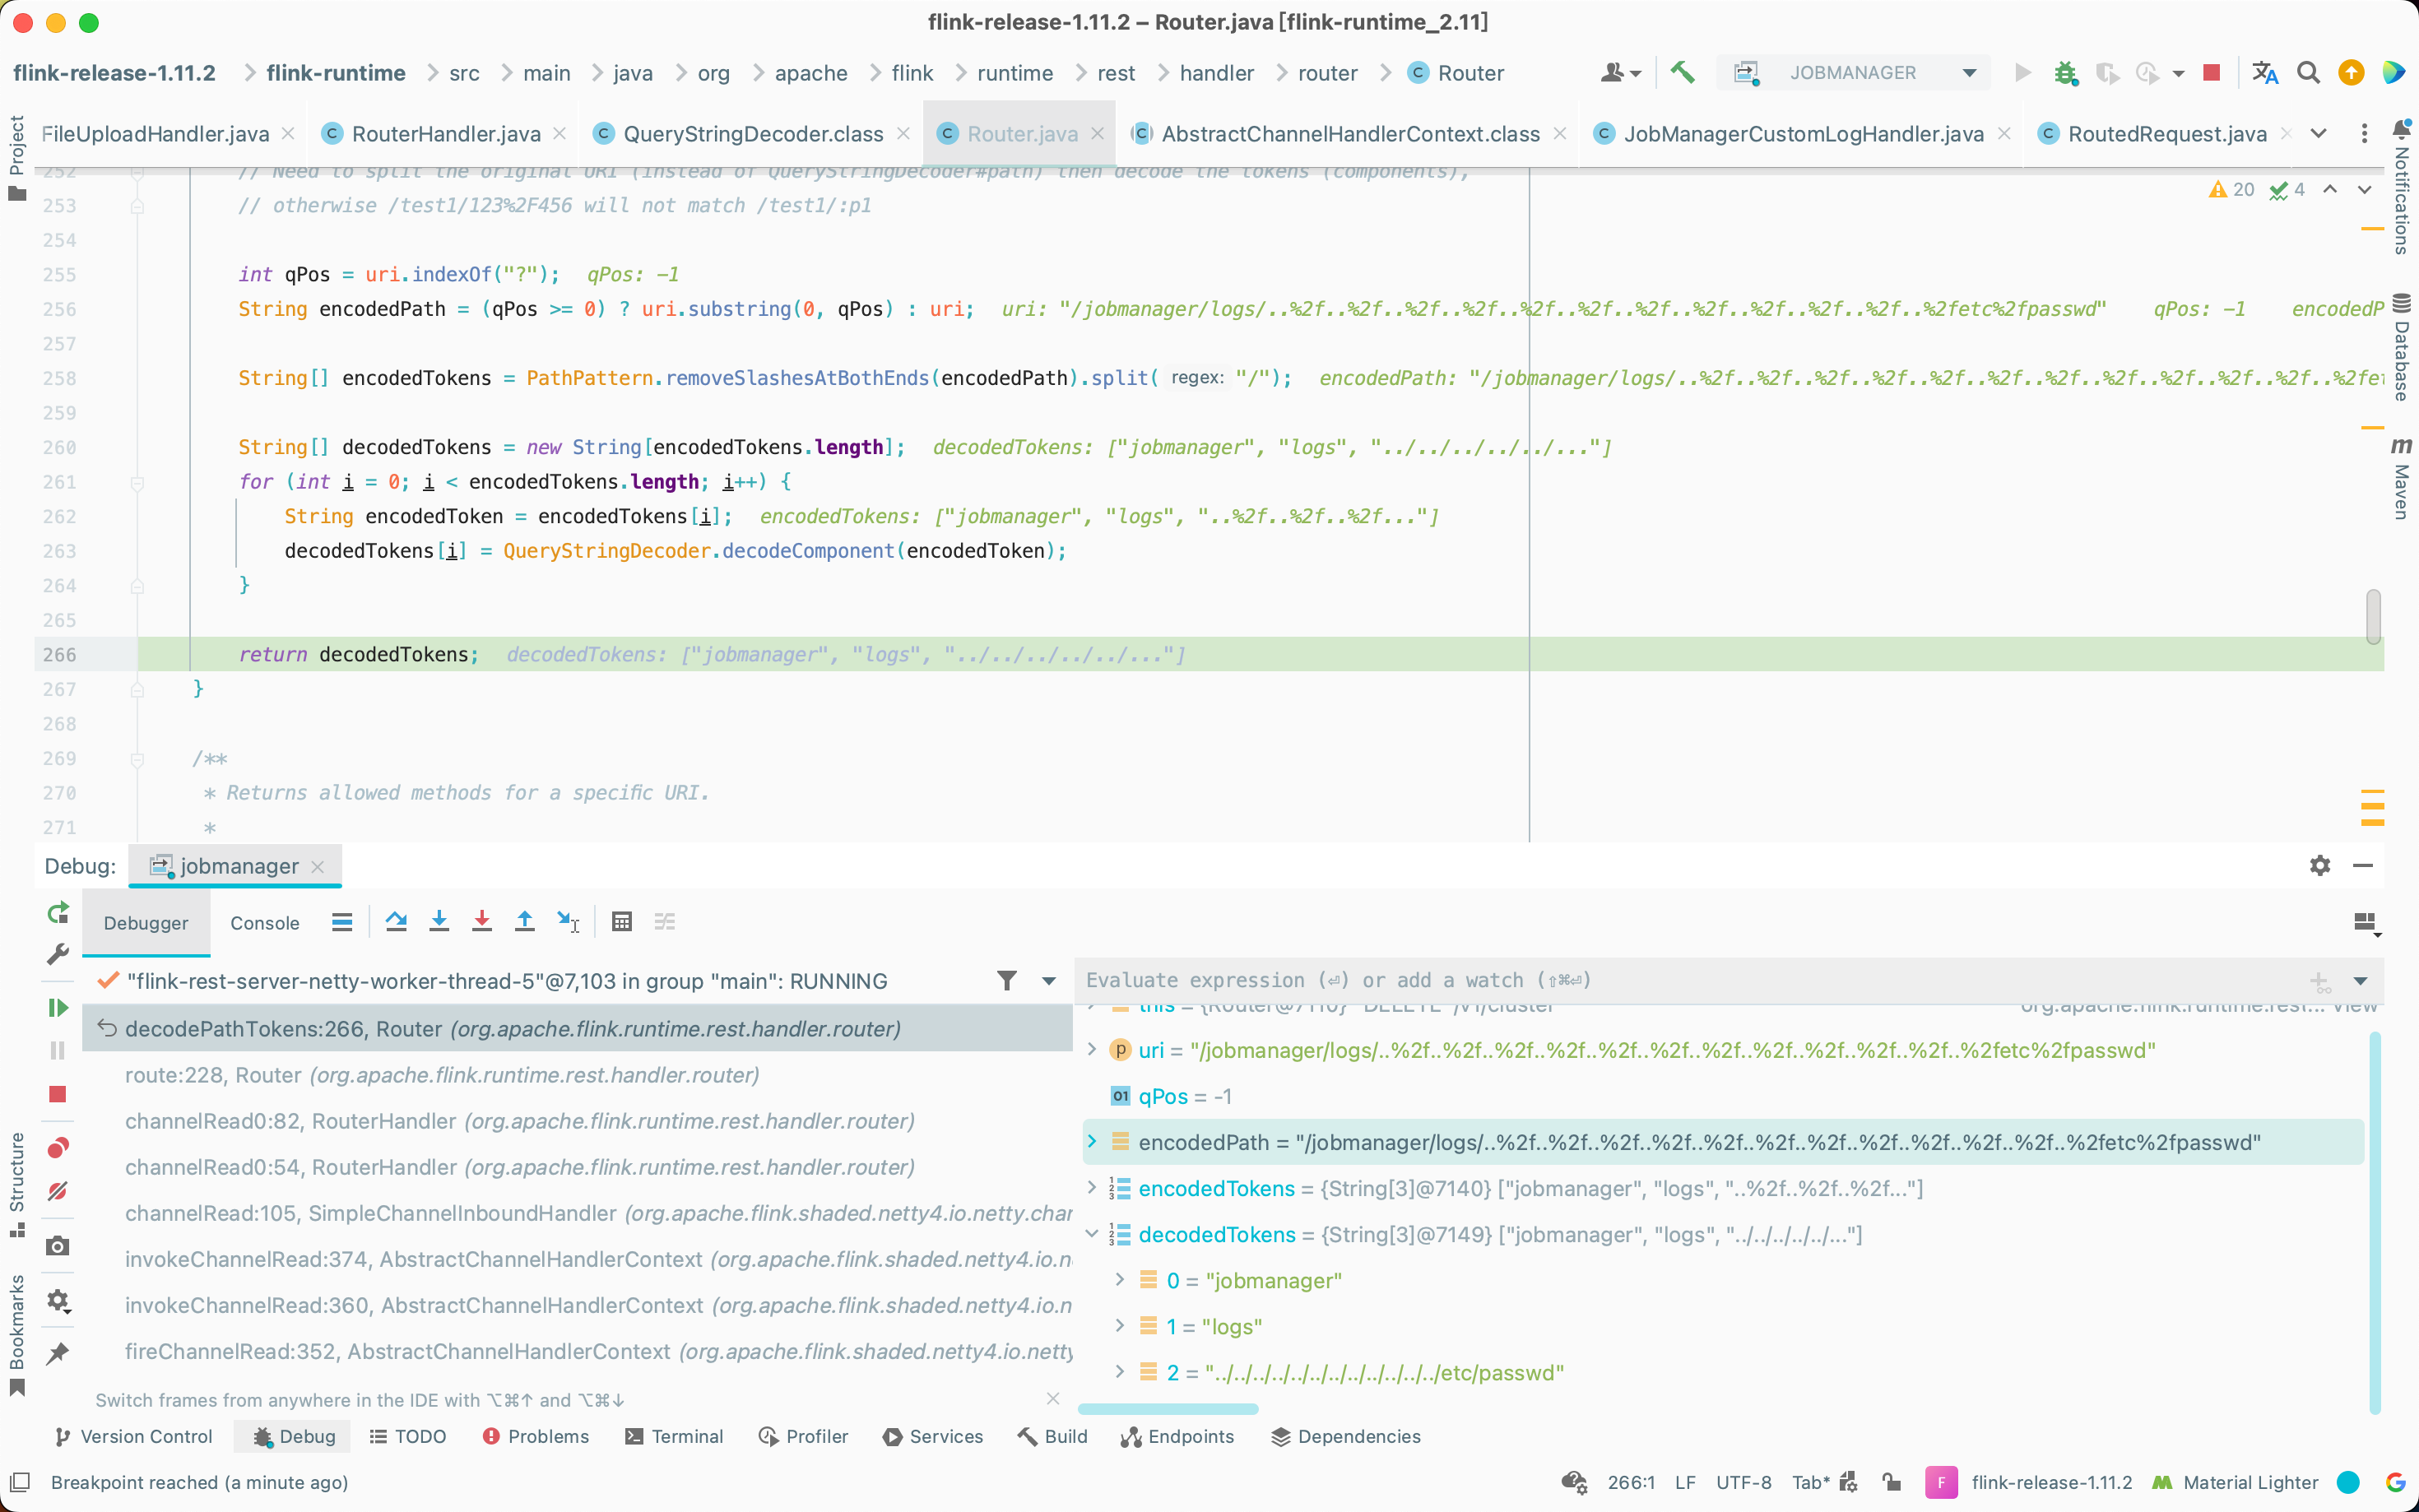 flink-release-1.11.2 – Router.java [flink-runtime_2.11]
flink-release-1.11.2 flink-runtime src main java org apache flink runtime rest handler router Router JOBMANAGER
FileUploadHandler.java RouterHandler.java QueryStringDecoder.class Router.java AbstractChannelHandlerContext.class JobManagerCustomLogHandler.java RoutedRequest.java
Project
Notifications
Database
Maven
20 4
252 // Need to split the original URI (instead of QueryStringDecoder#path) then decode the tokens (components),
253 // otherwise /test1/123%2F456 will not match /test1/:p1
254
255 int qPos = uri.indexOf("?"); qPos: -1
256 String encodedPath = (qPos >= 0) ? uri.substring(0, qPos) : uri; uri: "/jobmanager/logs/..%2f..%2f..%2f..%2f..%2f..%2f..%2f..%2f..%2f..%2f..%2f..%2fetc%2fpasswd" qPos: -1 encodedP
257
258 String[] encodedTokens = PathPattern.removeSlashesAtBothEnds(encodedPath).split( regex: "/"); encodedPath: "/jobmanager/logs/..%2f..%2f..%2f..%2f..%2f..%2f..%2f..%2f..%2f..%2f..%2f..%2fet
259
260 String[] decodedTokens = new String[encodedTokens.length]; decodedTokens: ["jobmanager", "logs", "../../../../../..."]
261 for (int i = 0; i < encodedTokens.length; i++) {
262 String encodedToken = encodedTokens[i]; encodedTokens: ["jobmanager", "logs", "..%2f..%2f..%2f..."]
263 decodedTokens[i] = QueryStringDecoder.decodeComponent(encodedToken);
264 }
265
266 return decodedTokens; decodedTokens: ["jobmanager", "logs", "../../../../../..."]
267 }
268
269 /**
270 * Returns allowed methods for a specific URI.
271 *
Debug: jobmanager
Debugger Console
"flink-rest-server-netty-worker-thread-5"@7,103 in group "main": RUNNING
decodePathTokens:266, Router (org.apache.flink.runtime.rest.handler.router)
route:228, Router (org.apache.flink.runtime.rest.handler.router)
channelRead0:82, RouterHandler (org.apache.flink.runtime.rest.handler.router)
channelRead0:54, RouterHandler (org.apache.flink.runtime.rest.handler.router)
channelRead:105, SimpleChannelInboundHandler (org.apache.flink.shaded.netty4.io.netty.char
invokeChannelRead:374, AbstractChannelHandlerContext (org.apache.flink.shaded.netty4.io.n
invokeChannelRead:360, AbstractChannelHandlerContext (org.apache.flink.shaded.netty4.io.n
fireChannelRead:352, AbstractChannelHandlerContext (org.apache.flink.shaded.netty4.io.netty
Switch frames from anywhere in the IDE with ⌥⌘↑ and ⌥⌘↓
Evaluate expression (⏎) or add a watch (⇧⌘⏎)
this = {Router@7110} "DELETE /v1/cluster org.apache.flink.runtime.rest... View
uri = "/jobmanager/logs/..%2f..%2f..%2f..%2f..%2f..%2f..%2f..%2f..%2f..%2f..%2f..%2fetc%2fpasswd"
01 qPos = -1
encodedPath = "/jobmanager/logs/..%2f..%2f..%2f..%2f..%2f..%2f..%2f..%2f..%2f..%2f..%2f..%2fetc%2fpasswd"
encodedTokens = {String[3]@7140} ["jobmanager", "logs", "..%2f..%2f..%2f..."]
decodedTokens = {String[3]@7149} ["jobmanager", "logs", "../../../../../..."]
0 = "jobmanager"
1 = "logs"
2 = "../../../../../../../../../../../../etc/passwd"
Structure
Bookmarks
Version Control Debug TODO Problems Terminal Profiler Services Build Endpoints Dependencies
Breakpoint reached (a minute ago) 266:1 LF UTF-8 Tab* F flink-release-1.11.2 Material Lighter